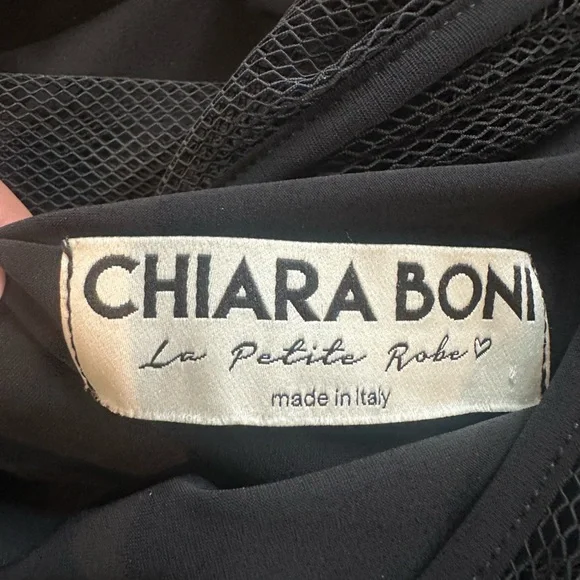 CHIARA BONI
La Petite Robe♡
made in Italy